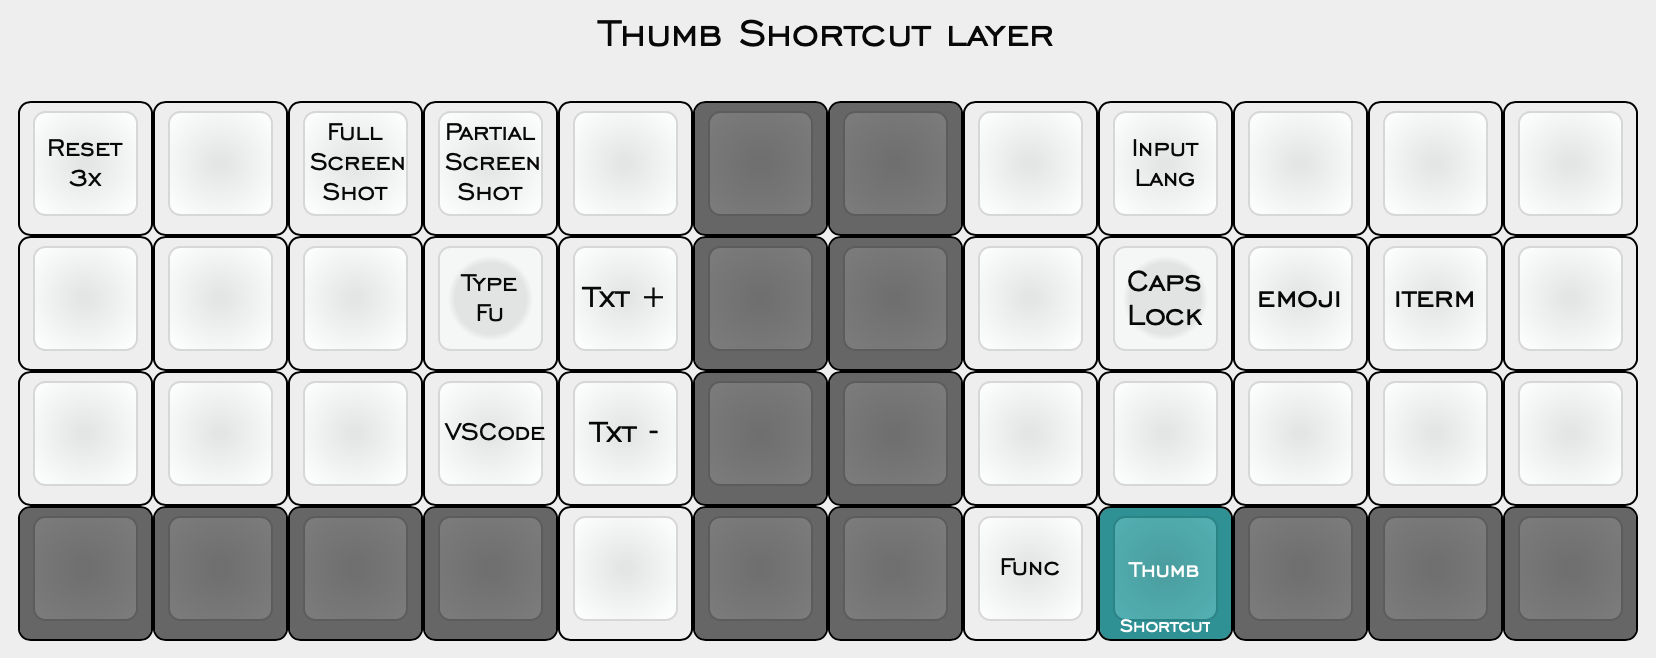 Thumb Shortcut layer
Reset
3x
Full
Screen
Shot
Partial
Screen
Shot
Input
Lang
Type
Fu
Txt +
Caps
Lock
emoji
iterm
VSCode
Txt -
Func
Thumb
Shortcut